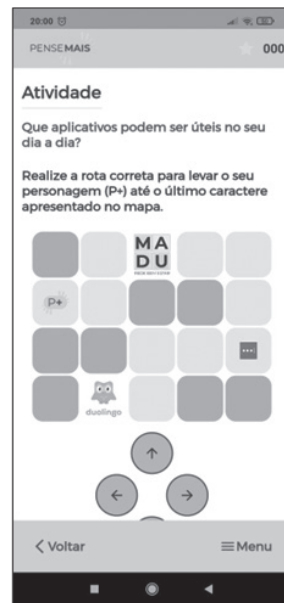 20:00
PENSEMAIS
000
Atividade
Que aplicativos podem ser úteis no seu
dia a dia?
Realize a rota correta para levar o seu
personagem (P+) até o último caractere
apresentado no mapa.
MA
DU
P+
duolingo
Voltar
Menu